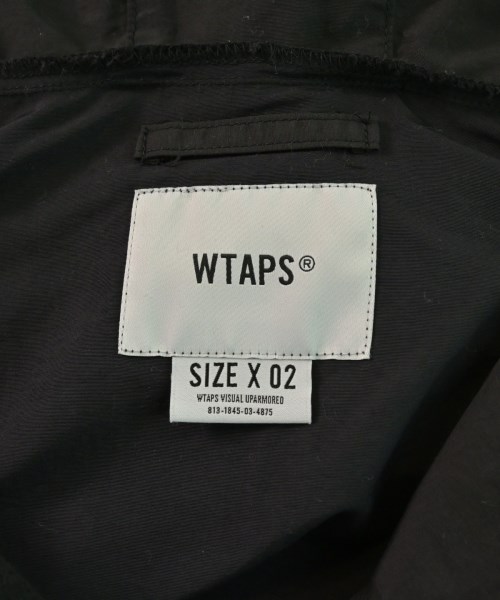 WTAPS®
SIZE X 02
WTAPS VISUAL UPARMORED
813-1845-03-4875